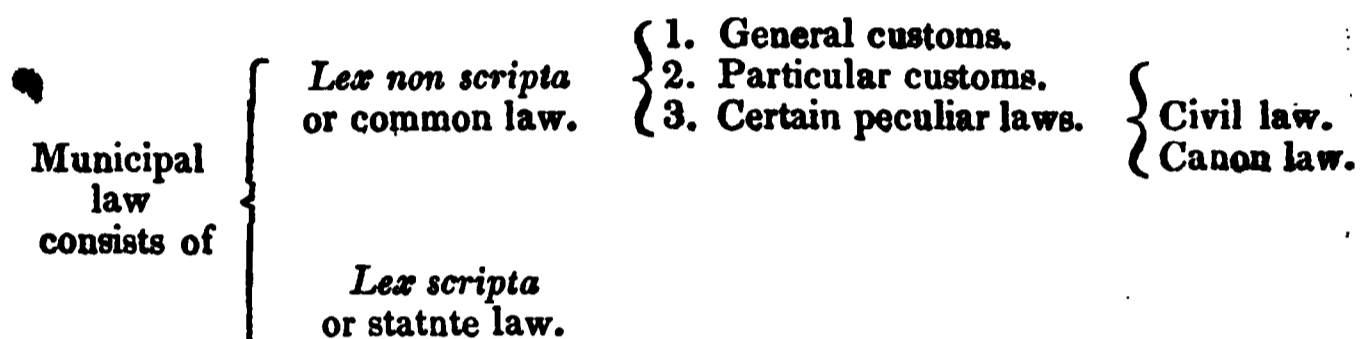 Municipal
law
consists of
Lex non scripta
or common law.
1. General customs.
2. Particular customs.
3. Certain peculiar laws.
Civil law.
Canon law.
Lex scripta
or statnte law.